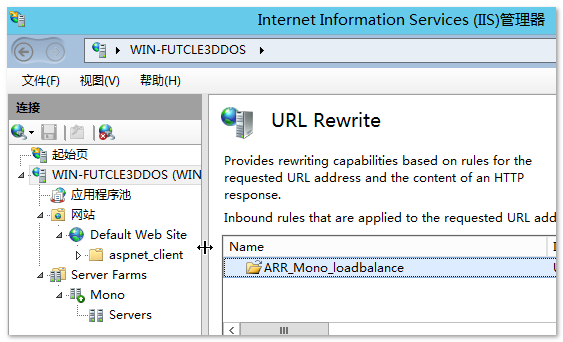 Internet Information Services (IIS)管理器
WIN-FUTCLE3DDOS
文件(F) 视图(V) 帮助(H)
连接
起始页
WIN-FUTCLE3DDOS (WIN
应用程序池
网站
Default Web Site
aspnet_client
Server Farms
Mono
Servers
URL Rewrite
Provides rewriting capabilities based on rules for the
requested URL address and the content of an HTTP
response.
Inbound rules that are applied to the requested URL add
Name
ARR_Mono_loadbalance